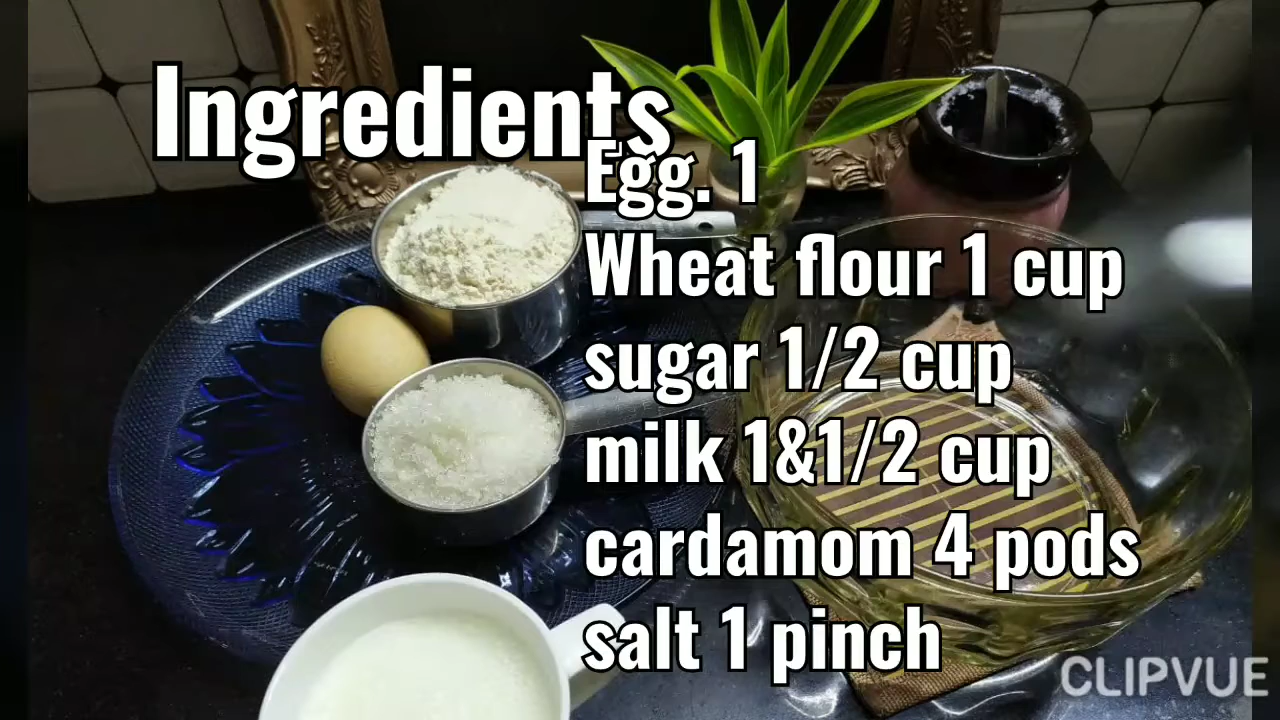 Ingredients
Egg. 1
Wheat flour 1 cup
sugar 1/2 cup
milk 1&1/2 cup
cardamom 4 pods
salt 1 pinch
CLIPVUE